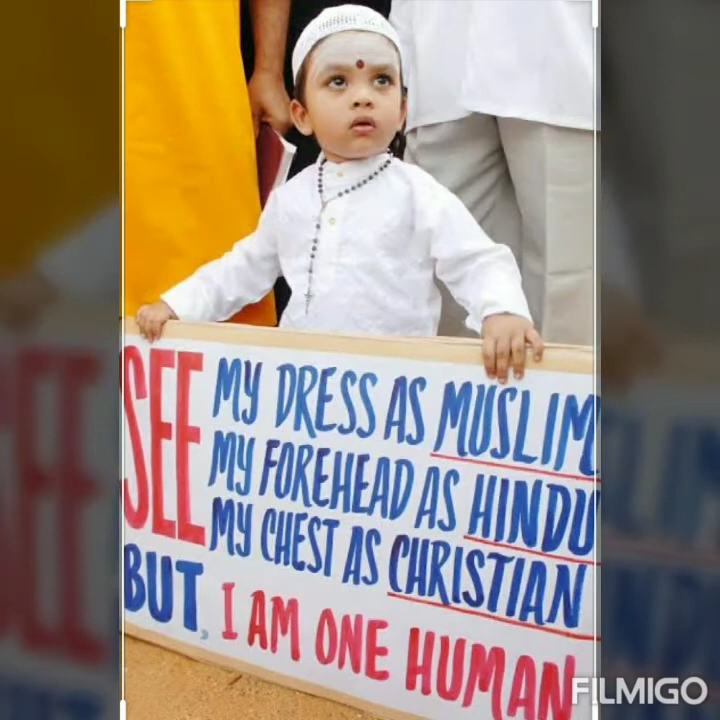 SEE
MY DRESS AS MUSLIM
MY FOREHEAD AS HINDU
MY CHEST AS CHRISTIAN
BUT, I AM ONE HUMAN
FILMIGO